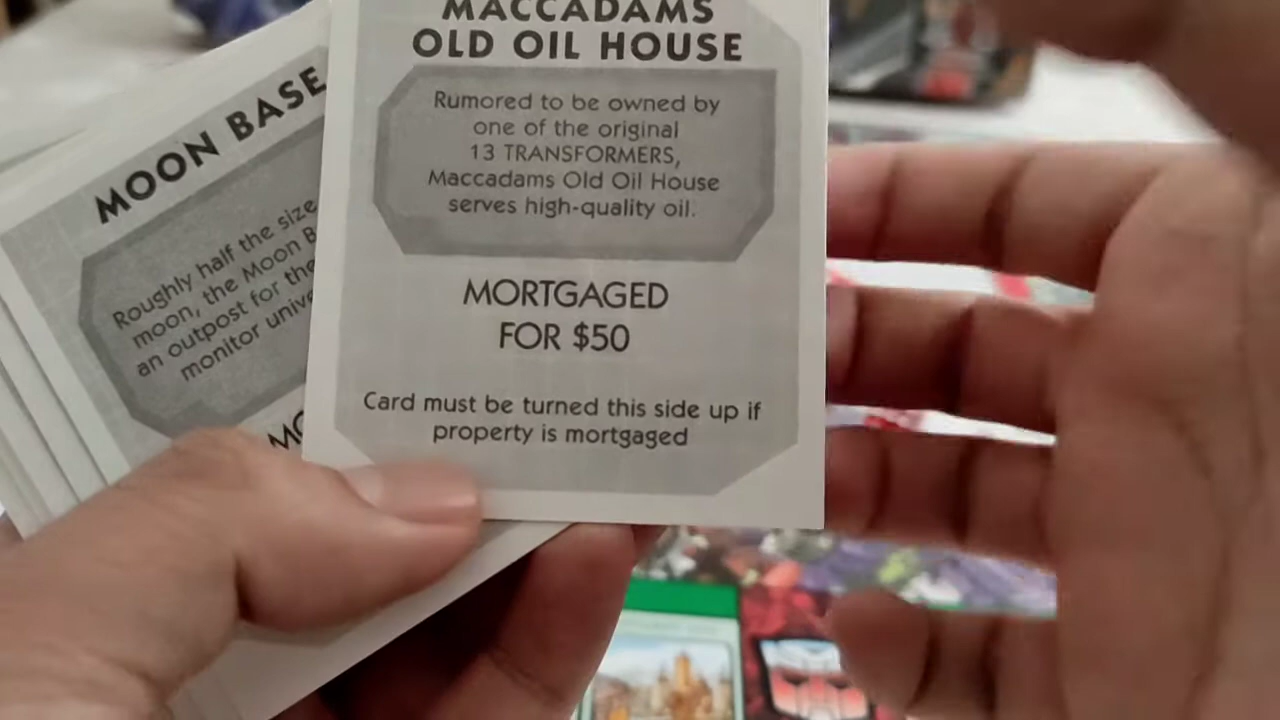 MACCADAMS
OLD OIL HOUSE
Rumored to be owned by
one of the original
13 TRANSFORMERS,
Maccadams Old Oil House
serves high-quality oil.
MORTGAGED
FOR $50
Card must be turned this side up if
property is mortgaged
MOON BASE
Roughly half the size
moon, the Moon
an outpost for the
monitor